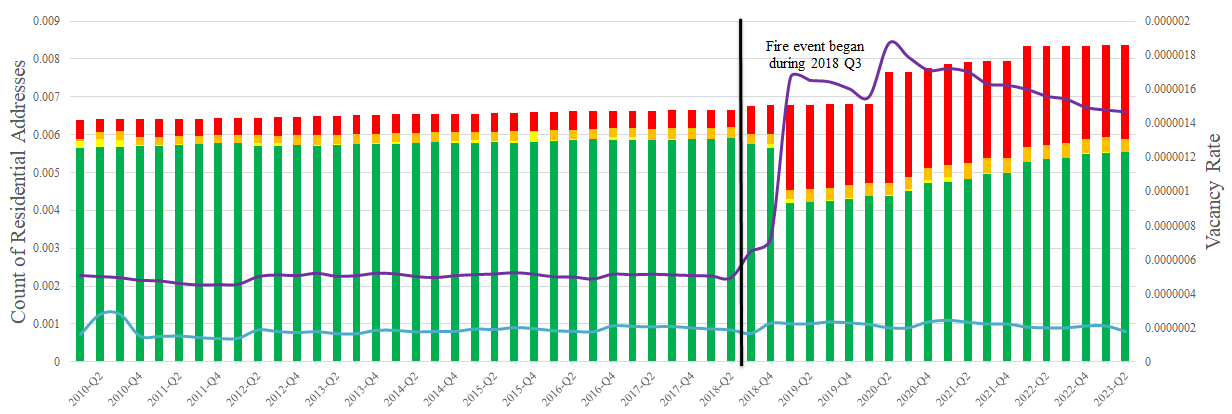 0.009
0.008
0.007
0.006
0.005
0.004
0.003
0.002
0.001
0
Count of Residential Addresses
Fire event began
during 2018 Q3
0.000002
0.0000018
0.0000016
0.0000014
0.0000012
0.000001
0.0000008
0.0000006
0.0000004
0.0000002
0
Vacancy Rate
2010-Q2
2010-Q4
2011-Q2
2011-Q4
2012-Q2
2012-Q4
2013-Q2
2013-Q4
2014-Q2
2014-Q4
2015-Q2
2015-Q4
2016-Q2
2016-Q4
2017-Q2
2017-Q4
2018-Q2
2018-Q4
2019-Q2
2019-Q4
2020-Q2
2020-Q4
2021-Q2
2021-Q4
2022-Q2
2022-Q4
2023-Q2